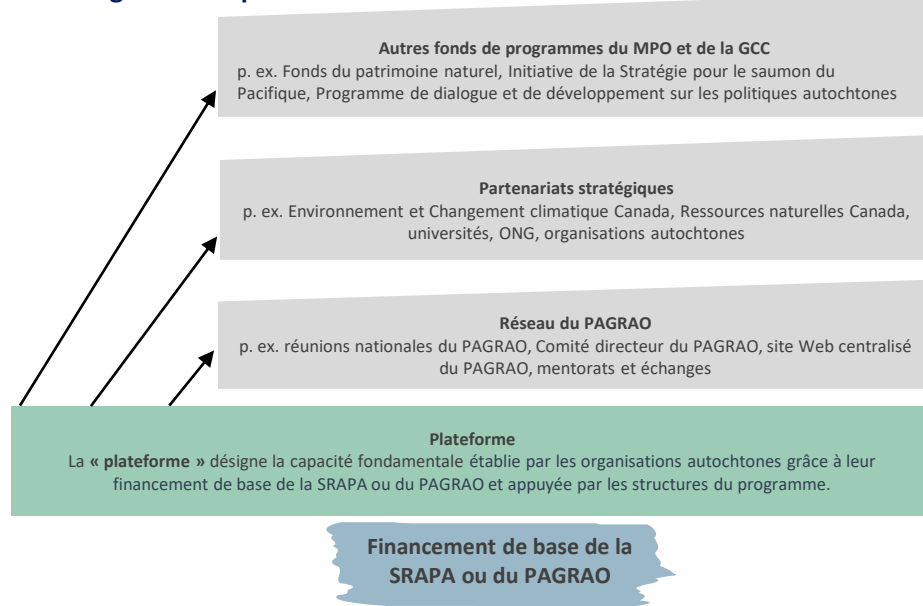 Autres fonds de programmes du MPO et de la GCC
p. ex. Fonds du patrimoine naturel, Initiative de la Stratégie pour le saumon du
Pacifique, Programme de dialogue et de développement sur les politiques autochtones
Partenariats stratégiques
p. ex. Environnement et Changement climatique Canada, Ressources naturelles Canada,
universités, ONG, organisations autochtones
Réseau du PAGRAO
p. ex. réunions nationales du PAGRAO, Comité directeur du PAGRAO, site Web centralisé
du PAGRAO, mentorats et échanges
Plateforme
La « plateforme » désigne la capacité fondamentale établie par les organisations autochtones grâce à leur
financement de base de la SRAPA ou du PAGRAO et appuyée par les structures du programme.
Financement de base de la
SRAPA ou du PAGRAO